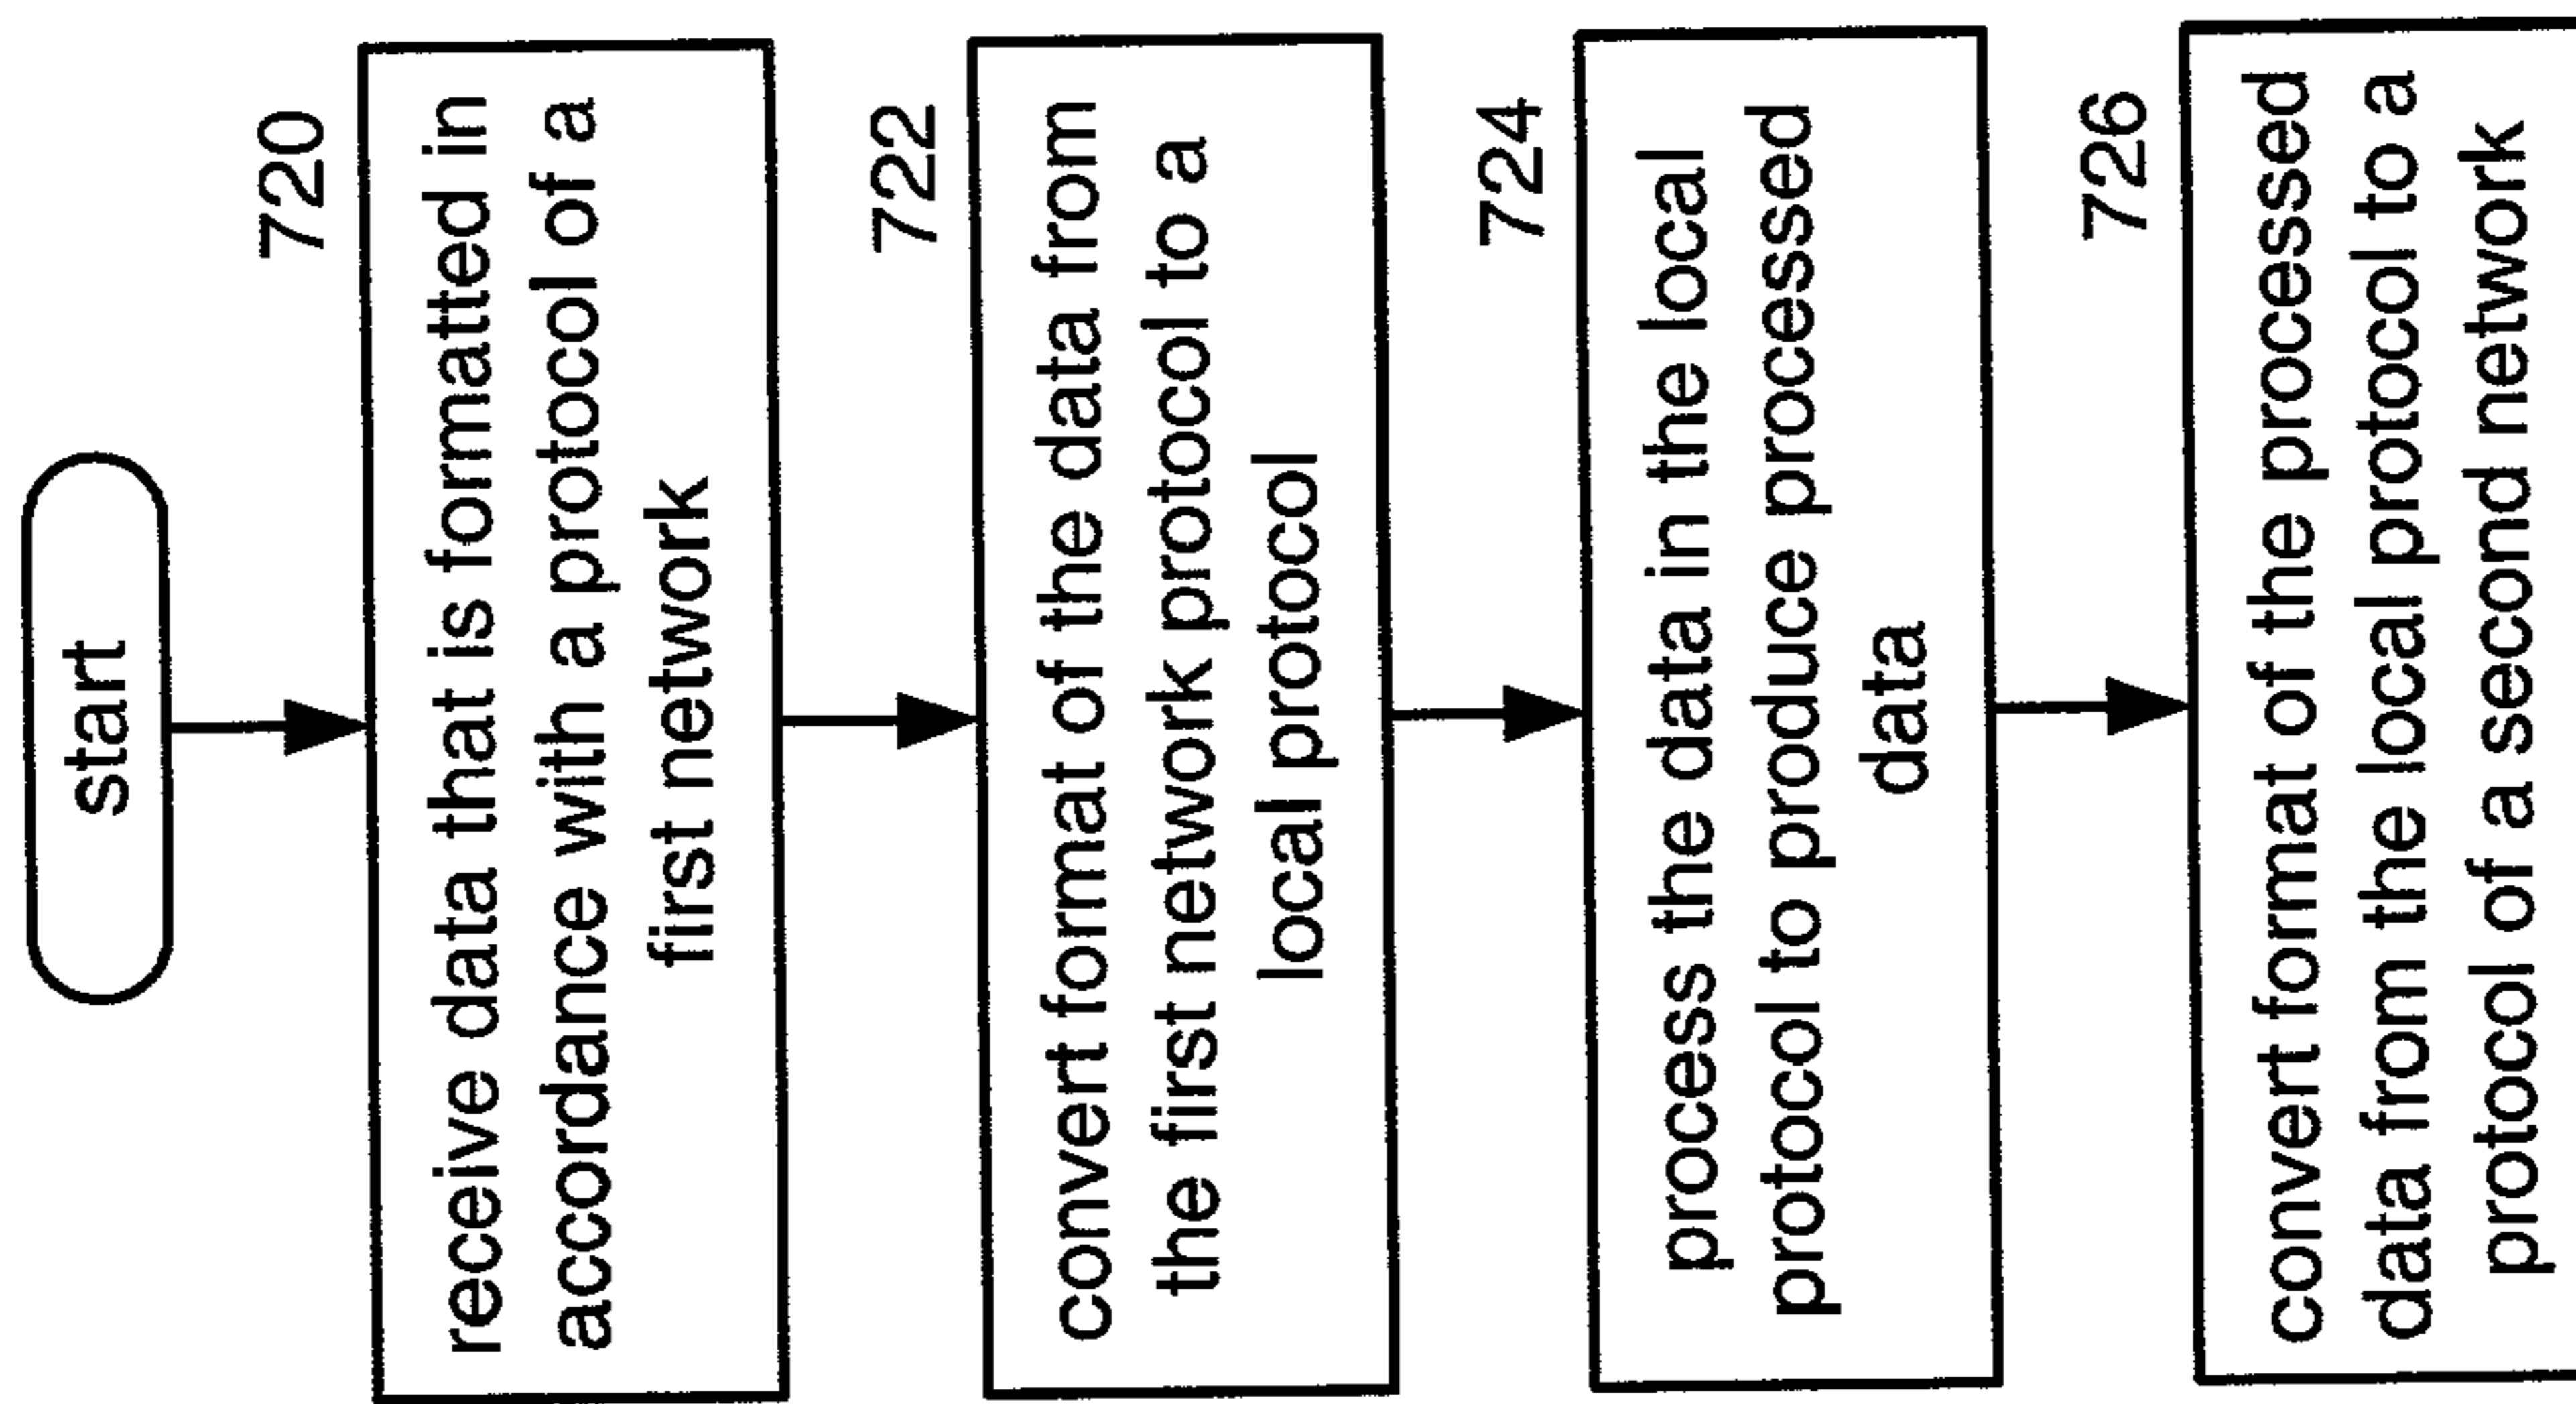 start
720
receive data that is formatted in
accordance with a protocol of a
first network
722
convert format of the data from
the first network protocol to a
local protocol
724
process the data in the local
protocol to produce processed
data
726
convert format of the processed
data from the local protocol to a
protocol of a second network